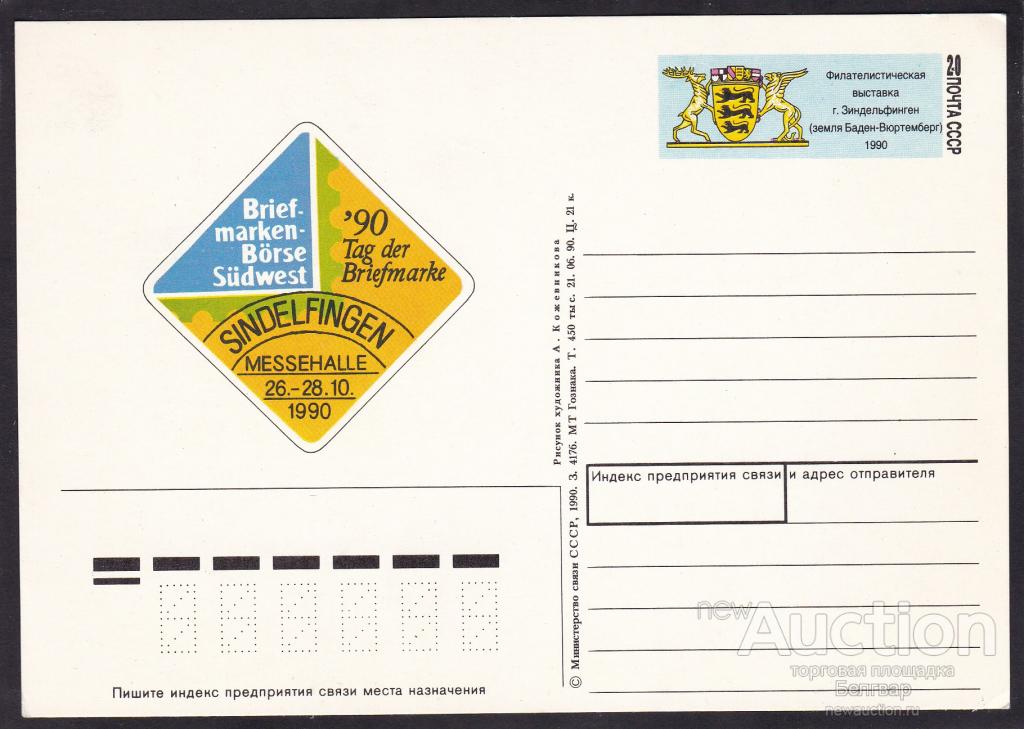 Brief-
marken-
Börse
Südwest
'90
Tag der
Briefmarke
SINDELFINGEN
MESSEHALLE
26.-28.10.
1990
Филателистическая
выставка
г. Зиндельфинген
(земля Баден-Вюртемберг)
1990
20
ПОЧТА СССР
Рисунок художника А. Кожевникова
© Министерство связи СССР, 1990. З. 4176. МТ Гознака. Т. 450 тыс. 21. 06. 90. Ц. 21 к.
Индекс предприятия связи и адрес отправителя
Пишите индекс предприятия связи места назначения
newAuction
торговая площадка
Белгвар
newauction.ru